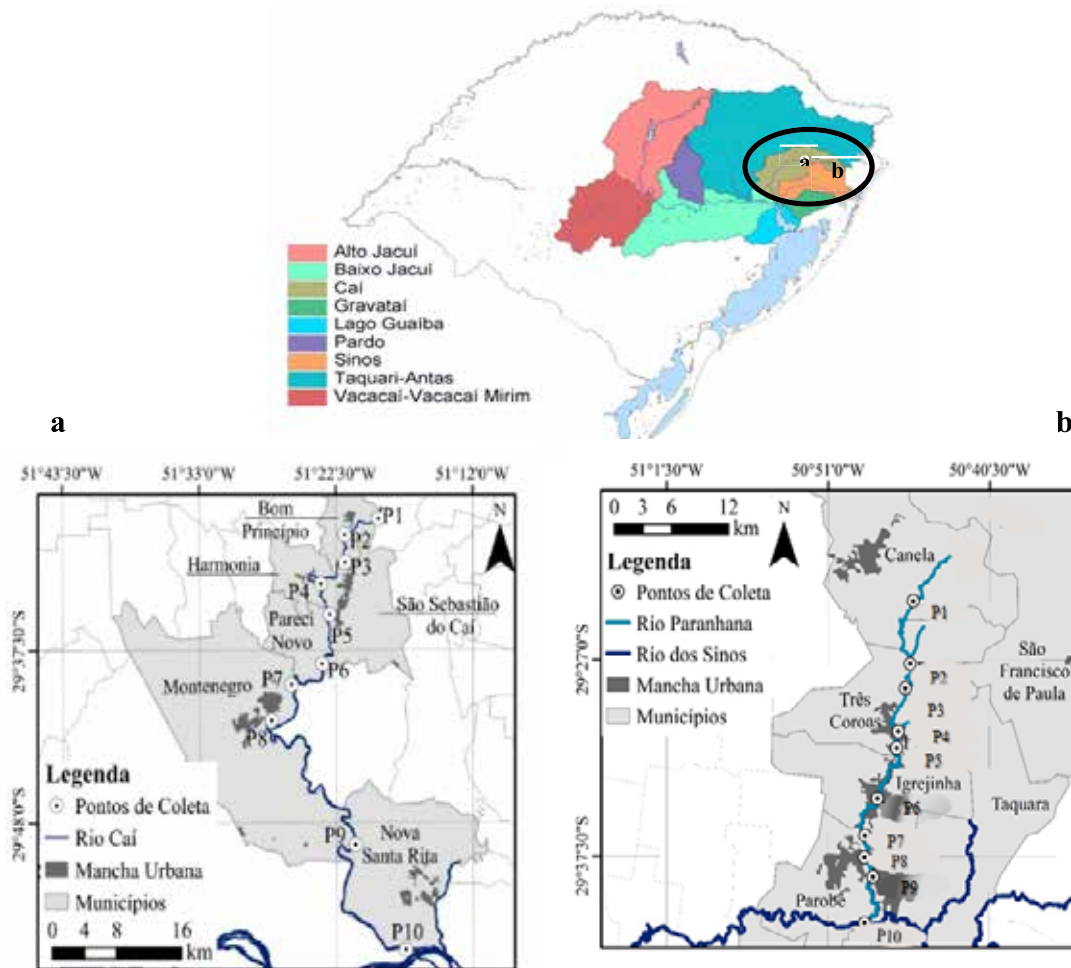 a
b
Alto Jacuí
Baixo Jacuí
Caí
Gravataí
Lago Guaíba
Pardo
Sinos
Taquari-Antas
Vacacaí-Vacacaí Mirim
a
b
51°43'30"W 51°33'0"W 51°22'30"W 51°12'0"W
29°37'30"S
29°48'0"S
Bom
Princípio
Harmonia
São Sebastião
do Caí
Pareci
Novo
Montenegro
Nova
Santa Rita
P1
P2
P3
P4
P5
P6
P7
P8
P9
P10
N
Legenda
Pontos de Coleta
Rio Caí
Mancha Urbana
Municípios
0 4 8 16
km
51°1'30"W 50°51'0"W 50°40'30"W
29°27'0"S
29°37'30"S
0 3 6 12
km
N
Legenda
Pontos de Coleta
Rio Paranhana
Rio dos Sinos
Mancha Urbana
Municípios
Canela
São
Francisco
de Paula
Três
Coroas
Igrejinha
Taquara
Parobé
P1
P2
P3
P4
P5
P6
P7
P8
P9
P10